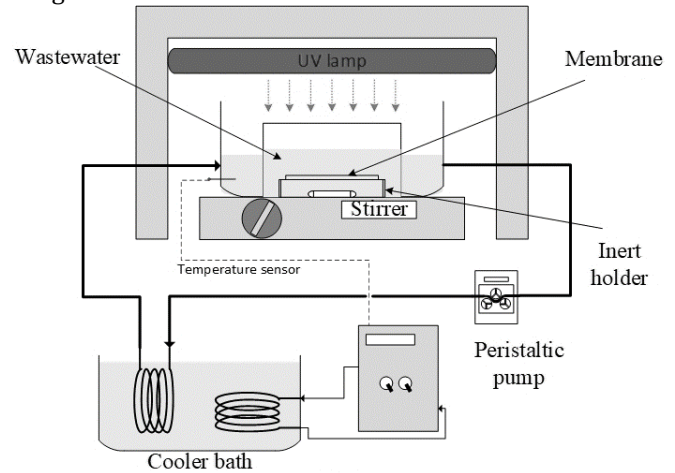 UV lamp
Wastewater
Membrane
Stirrer
Inert
holder
Temperature sensor
Peristaltic
pump
Cooler bath